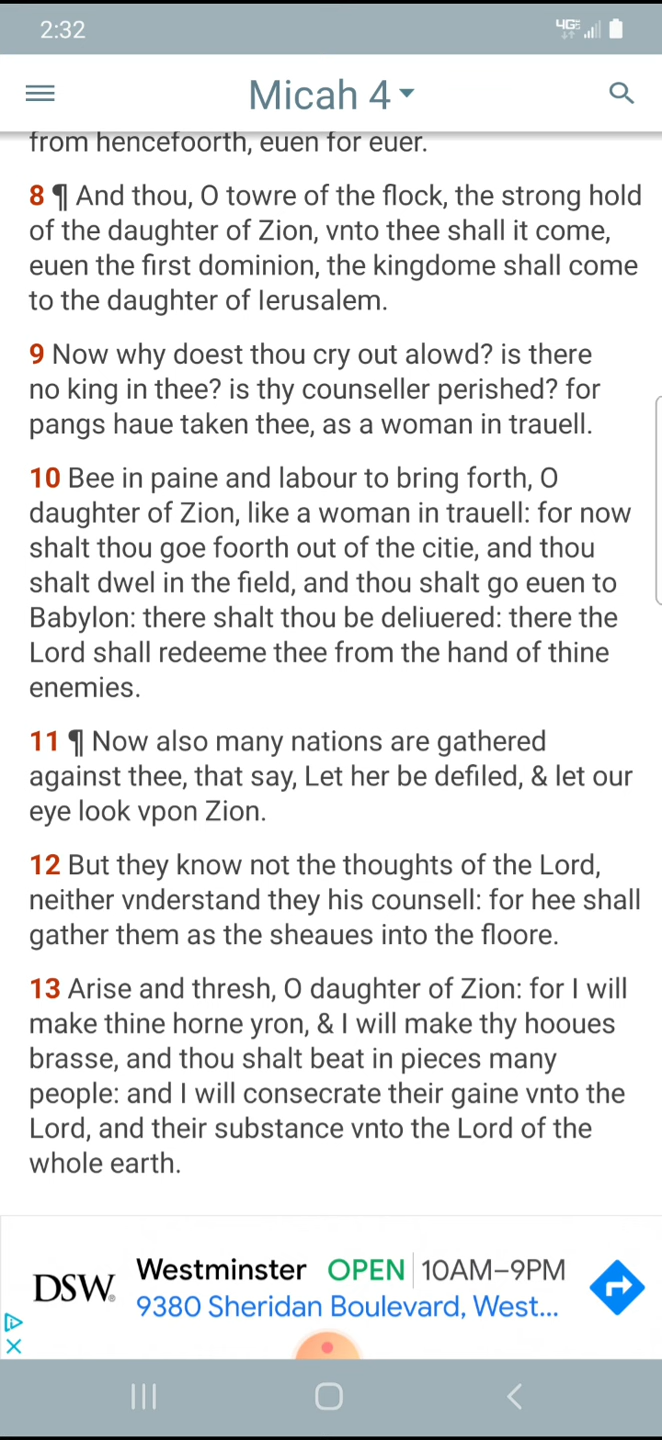 2:32
4GE
Micah 4
from hencefoorth, euen for euer.
8 ¶ And thou, O towre of the flock, the strong hold
of the daughter of Zion, vnto thee shall it come,
euen the first dominion, the kingdome shall come
to the daughter of Ierusalem.
9 Now why doest thou cry out alowd? is there
no king in thee? is thy counseller perished? for
pangs haue taken thee, as a woman in trauell.
10 Bee in paine and labour to bring forth, O
daughter of Zion, like a woman in trauell: for now
shalt thou goe foorth out of the citie, and thou
shalt dwel in the field, and thou shalt go euen to
Babylon: there shalt thou be deliuered: there the
Lord shall redeeme thee from the hand of thine
enemies.
11 ¶ Now also many nations are gathered
against thee, that say, Let her be defiled, & let our
eye look vpon Zion.
12 But they know not the thoughts of the Lord,
neither vnderstand they his counsell: for hee shall
gather them as the sheaues into the floore.
13 Arise and thresh, O daughter of Zion: for I will
make thine horne yron, & I will make thy hooues
brasse, and thou shalt beat in pieces many
people: and I will consecrate their gaine vnto the
Lord, and their substance vnto the Lord of the
whole earth.
DSW
Westminster OPEN 10AM–9PM
9380 Sheridan Boulevard, West...